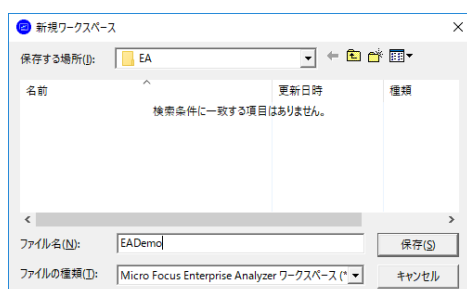 新規ワークスペース
保存する場所(I): EA
名前 更新日時 種類
検索条件に一致する項目はありません。
ファイル名(N): EADemo 保存(S)
ファイルの種類(T): Micro Focus Enterprise Analyzer ワークスペース (* キャンセル